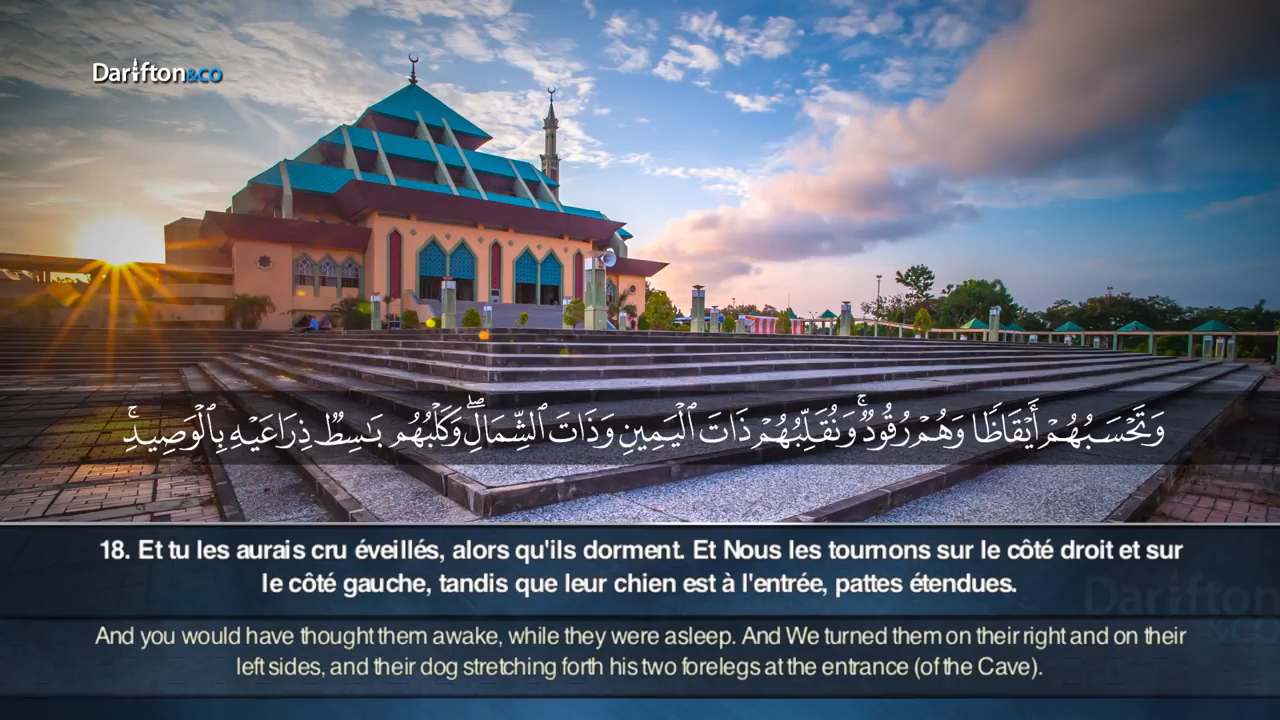 Darifton&co
وَتَحْسَبُهُمْ أَيْقَاظًا وَهُمْ رُقُودٌ ۚ وَنُقَلِّبُهُمْ ذَاتَ ٱلْيَمِينِ وَذَاتَ ٱلشِّمَالِ ۖ وَكَلْبُهُم بَـٰسِطٌ ذِرَاعَيْهِ بِٱلْوَصِيدِ ۚ
18. Et tu les aurais cru éveillés, alors qu'ils dorment. Et Nous les tournons sur le côté droit et sur
le côté gauche, tandis que leur chien est à l'entrée, pattes étendues.
Darifton
&CO
And you would have thought them awake, while they were asleep. And We turned them on their right and on their
left sides, and their dog stretching forth his two forelegs at the entrance (of the Cave).